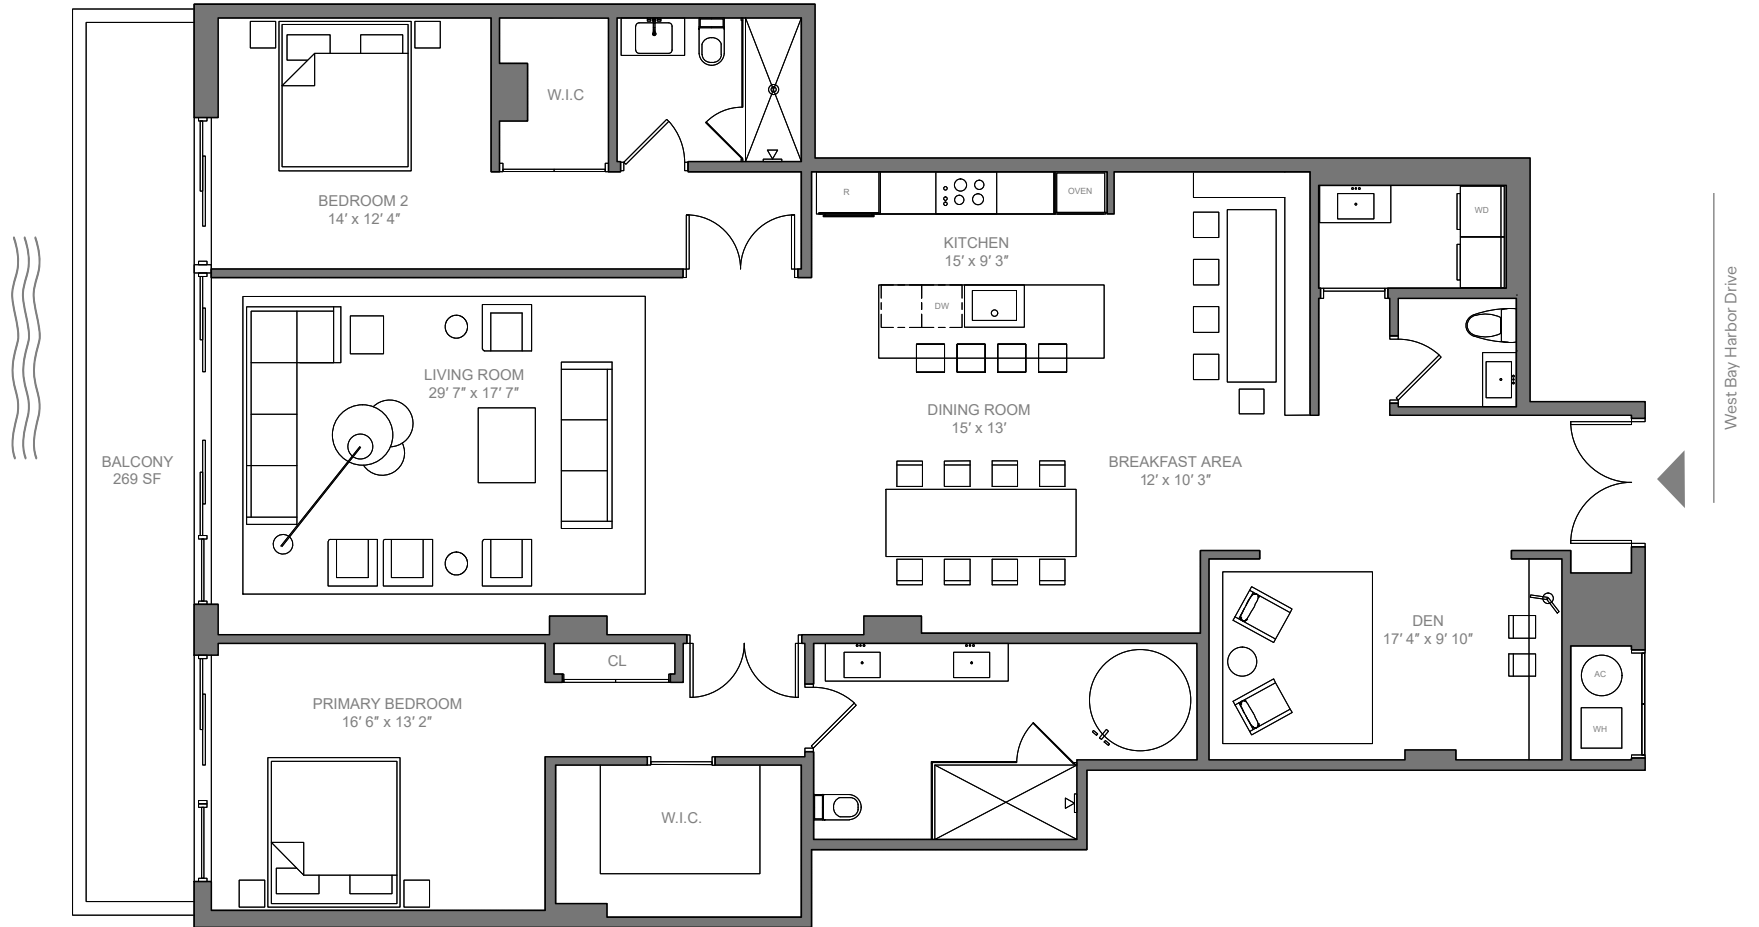 W.I.C
BEDROOM 2
14′ x 12′ 4″
R
OVEN
WD
KITCHEN
15′ x 9′ 3″
DW
LIVING ROOM
29′ 7″ x 17′ 7″
DINING ROOM
15′ x 13′
BALCONY
269 SF
BREAKFAST AREA
12′ x 10′ 3″
West Bay Harbor Drive
DEN
17′ 4″ x 9′ 10″
CL
AC
PRIMARY BEDROOM
16′ 6″ x 13′ 2″
WH
W.I.C.